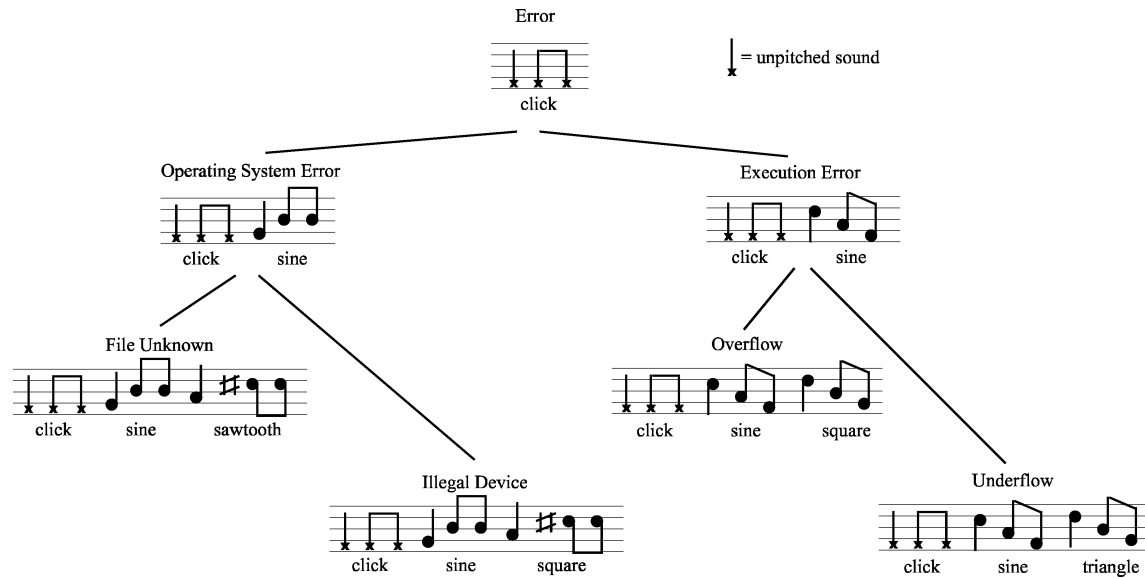 Error
= unpitched sound
click
Operating System Error
Execution Error
click sine
click sine
File Unknown
Overflow
click sine sawtooth
click sine square
Illegal Device
Underflow
click sine square
click sine triangle